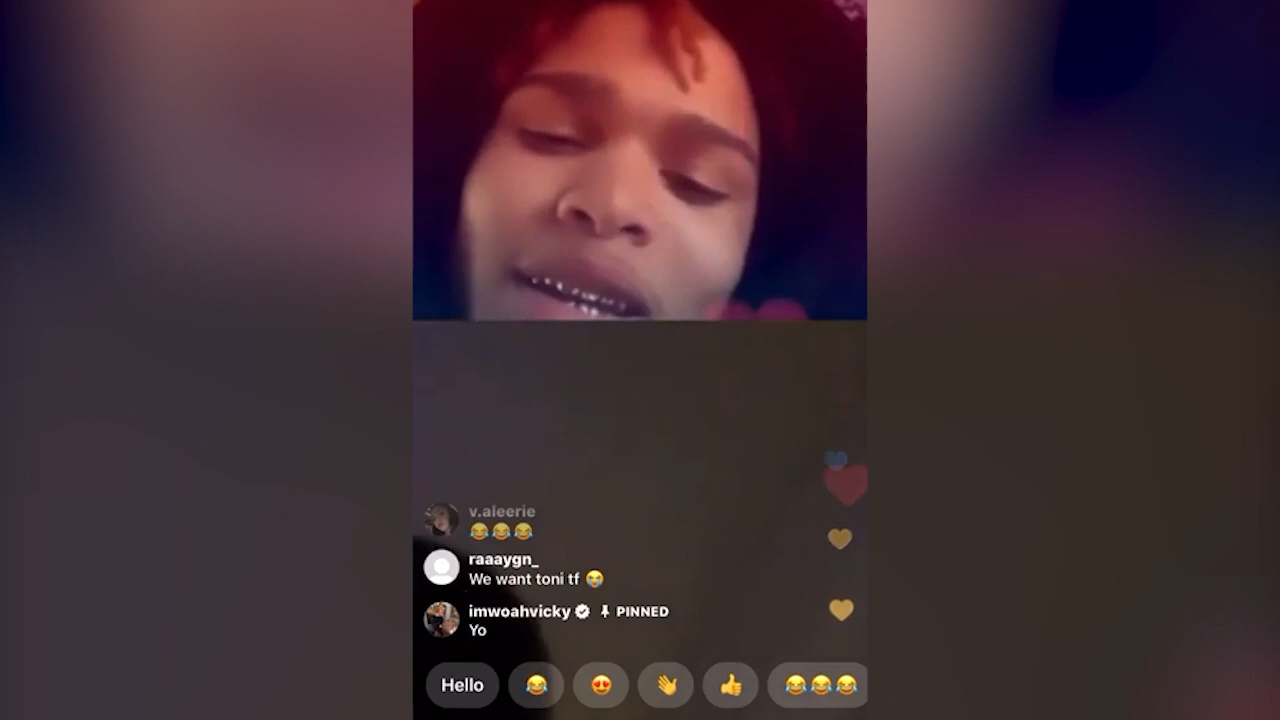 v.aleerie
😂😂😂
raaaygn_
We want toni tf 😭
imwoahvicky PINNED
Yo
Hello 😂 😍 👋 👍 😂😂😂